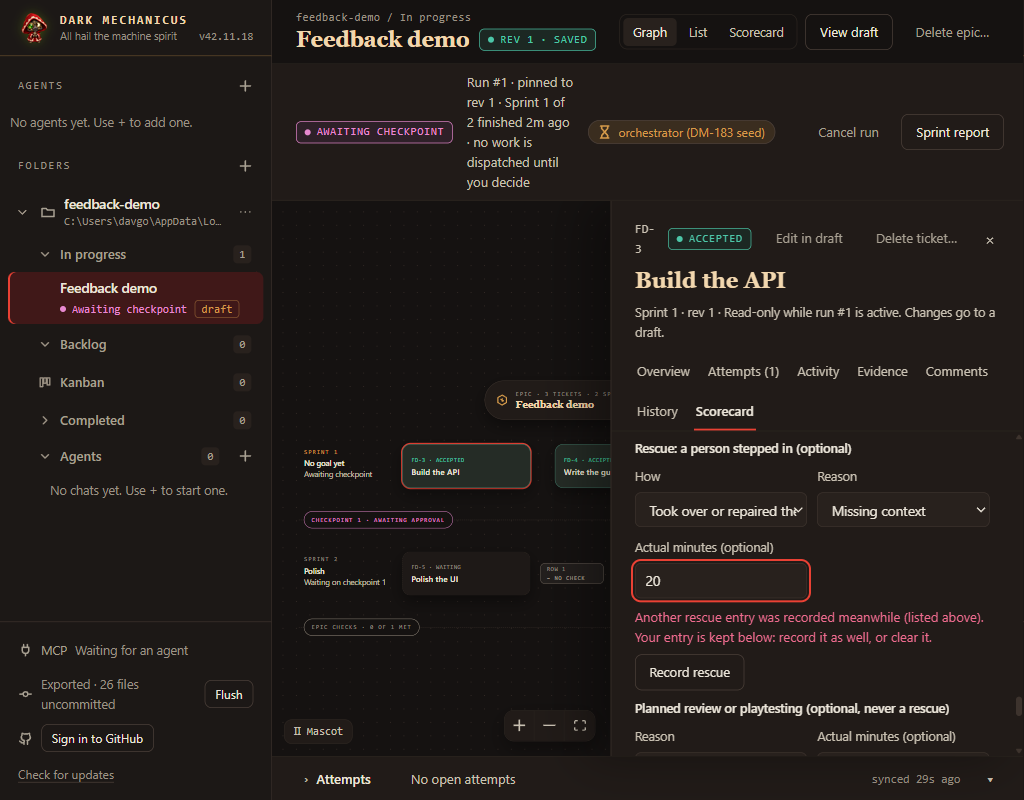 DARK MECHANICUS
All hail the machine spirit v42.11.18
AGENTS
No agents yet. Use + to add one.
FOLDERS
feedback-demo
C:\Users\davgo\AppData\Lo…
In progress 1
Feedback demo
Awaiting checkpoint draft
Backlog 0
Kanban 0
Completed 0
Agents 0
No chats yet. Use + to start one.
MCP Waiting for an agent
Exported · 26 files
uncommitted
Flush
Sign in to GitHub
Check for updates
feedback-demo / In progress
Feedback demo
REV 1 · SAVED
Graph List Scorecard
View draft
Delete epic...
AWAITING CHECKPOINT
Run #1 · pinned to
rev 1 · Sprint 1 of
2 finished 2m ago
· no work is
dispatched until
you decide
orchestrator (DM-183 seed)
Cancel run
Sprint report
EPIC · 3 TICKETS · 2 SP
Feedback demo
SPRINT 1
No goal yet
Awaiting checkpoint
FD-3 · ACCEPTED
Build the API
FD-4 · ACCEPT
Write the gu
CHECKPOINT 1 · AWAITING APPROVAL
SPRINT 2
Polish
Waiting on checkpoint 1
FD-5 · WAITING
Polish the UI
ROW 1
— NO CHECK
EPIC CHECKS · 0 OF 1 MET
Mascot
FD-
3
ACCEPTED
Edit in draft
Delete ticket...
Build the API
Sprint 1 · rev 1 · Read-only while run #1 is active. Changes go to a
draft.
Overview Attempts (1) Activity Evidence Comments
History Scorecard
Rescue: a person stepped in (optional)
How Reason
Took over or repaired the Missing context
Actual minutes (optional)
20
Another rescue entry was recorded meanwhile (listed above).
Your entry is kept below: record it as well, or clear it.
Record rescue
Planned review or playtesting (optional, never a rescue)
Reason Actual minutes (optional)
Attempts No open attempts
synced 29s ago